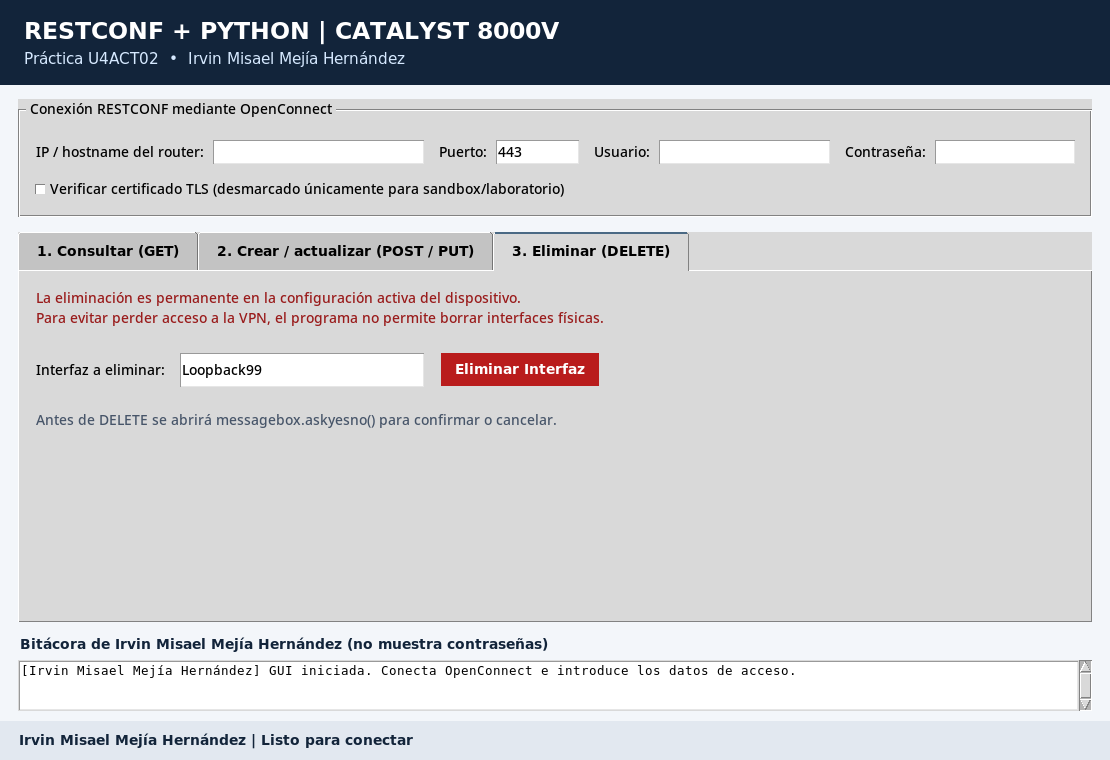 RESTCONF + PYTHON | CATALYST 8000V
Práctica U4ACT02 • Irvin Misael Mejía Hernández
Conexión RESTCONF mediante OpenConnect
IP / hostname del router: Puerto: 443 Usuario: Contraseña:
Verificar certificado TLS (desmarcado únicamente para sandbox/laboratorio)
1. Consultar (GET) 2. Crear / actualizar (POST / PUT) 3. Eliminar (DELETE)
La eliminación es permanente en la configuración activa del dispositivo.
Para evitar perder acceso a la VPN, el programa no permite borrar interfaces físicas.
Interfaz a eliminar: Loopback99 Eliminar Interfaz
Antes de DELETE se abrirá messagebox.askyesno() para confirmar o cancelar.
Bitácora de Irvin Misael Mejía Hernández (no muestra contraseñas)
[Irvin Misael Mejía Hernández] GUI iniciada. Conecta OpenConnect e introduce los datos de acceso.
Irvin Misael Mejía Hernández | Listo para conectar